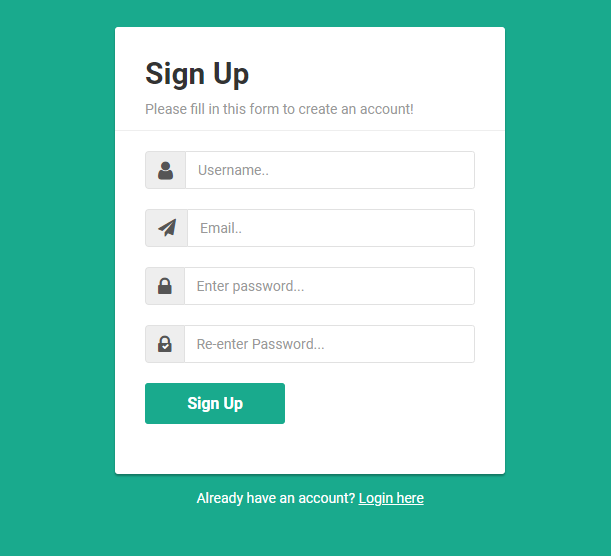 Sign Up
Please fill in this form to create an account!
Username..
Email..
Enter password...
Re-enter Password...
Sign Up
Already have an account? Login here